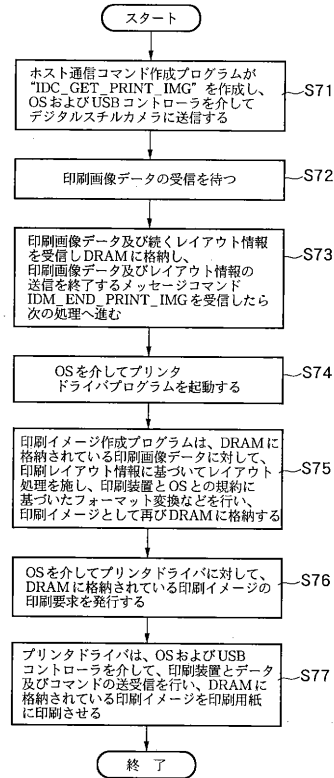 スタート
ホスト通信コマンド作成プログラムが
“IDC_GET_PRINT_IMG”を作成し、
OSおよびUSBコントローラを介して
デジタルスチルカメラに送信する
S71
印刷画像データの受信を待つ
S72
印刷画像データ及び続くレイアウト情報
を受信しDRAMに格納し、
印刷画像データ及びレイアウト情報の
送信を終了するメッセージコマンド
IDM_END_PRINT_IMGを受信したら
次の処理へ進む
S73
OSを介してプリンタ
ドライバプログラムを起動する
S74
印刷イメージ作成プログラムは、DRAMに
格納されている印刷画像データに対して、
印刷レイアウト情報に基づいてレイアウト
処理を施し、印刷装置とOSとの規約に
基づいたフォーマット変換などを行い、
印刷イメージとして再びDRAMに格納する
S75
OSを介してプリンタドライバに対して、
DRAMに格納されている印刷イメージの
印刷要求を発行する
S76
プリンタドライバは、OSおよびUSB
コントローラを介して、印刷装置とデータ
及びコマンドの送受信を行い、DRAMに
格納されている印刷イメージを印刷用紙
に印刷させる
S77
終了